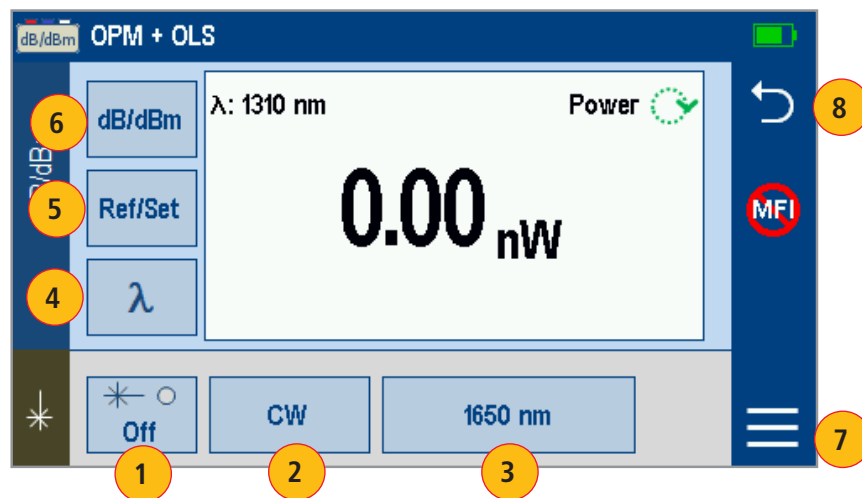 dB/dBm OPM + OLS
6 dB/dBm λ: 1310 nm Power 8
5 Ref/Set 0.00 nW MFI
4 λ
Off CW 1650 nm
7
1 2 3